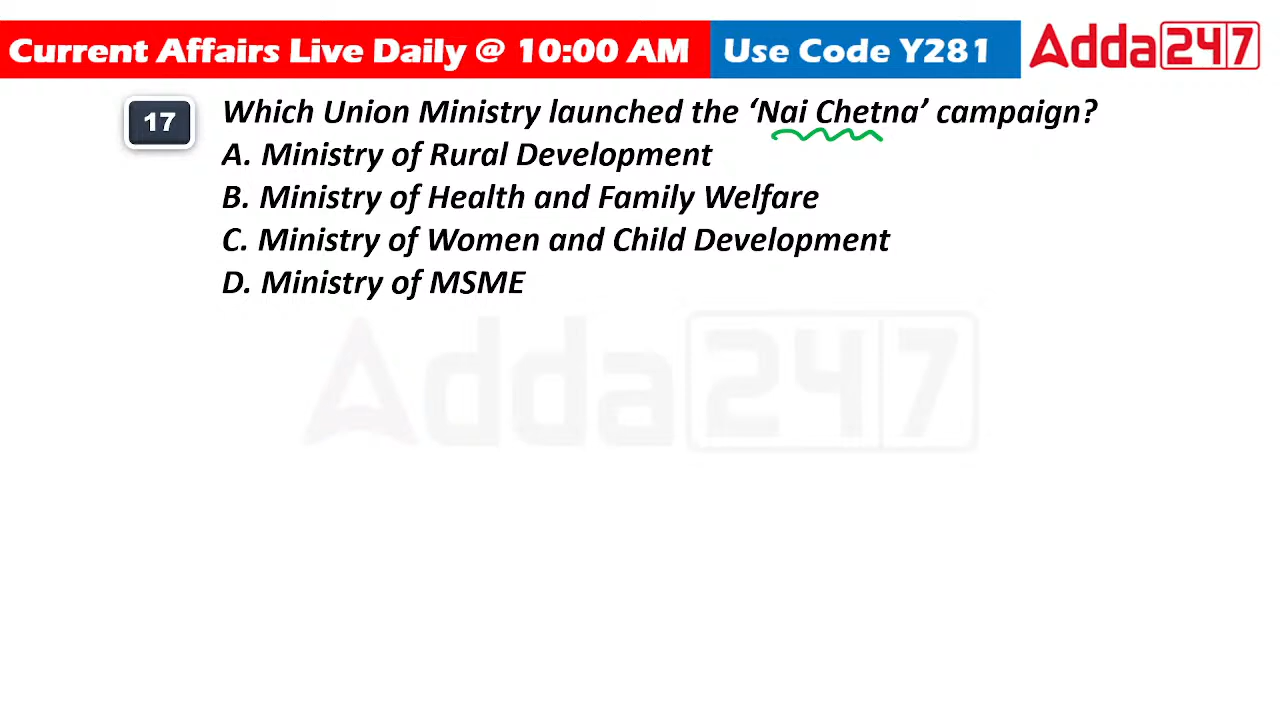 Current Affairs Live Daily @ 10:00 AM Use Code Y281 Adda247
17 Which Union Ministry launched the ‘Nai Chetna’ campaign?
A. Ministry of Rural Development
B. Ministry of Health and Family Welfare
C. Ministry of Women and Child Development
D. Ministry of MSME
Adda247